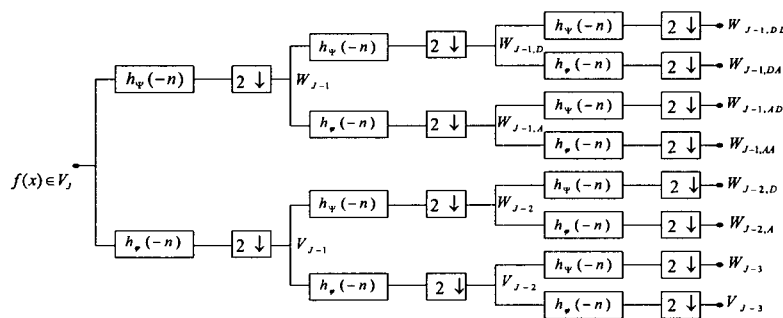 h_Ψ(-n) 2 ↓ W_{J-1,DD}
h_Ψ(-n) 2 ↓ W_{J-1,D}
h_φ(-n) 2 ↓ W_{J-1,DA}
h_Ψ(-n) 2 ↓ W_{J-1}
h_Ψ(-n) 2 ↓ W_{J-1,AD}
h_φ(-n) 2 ↓ W_{J-1,A}
h_φ(-n) 2 ↓ W_{J-1,AA}
f(x)∈V_J
h_Ψ(-n) 2 ↓ W_{J-2,D}
h_Ψ(-n) 2 ↓ W_{J-2}
h_φ(-n) 2 ↓ W_{J-2,A}
h_φ(-n) 2 ↓ V_{J-1}
h_Ψ(-n) 2 ↓ W_{J-3}
h_φ(-n) 2 ↓ V_{J-2}
h_φ(-n) 2 ↓ V_{J-3}